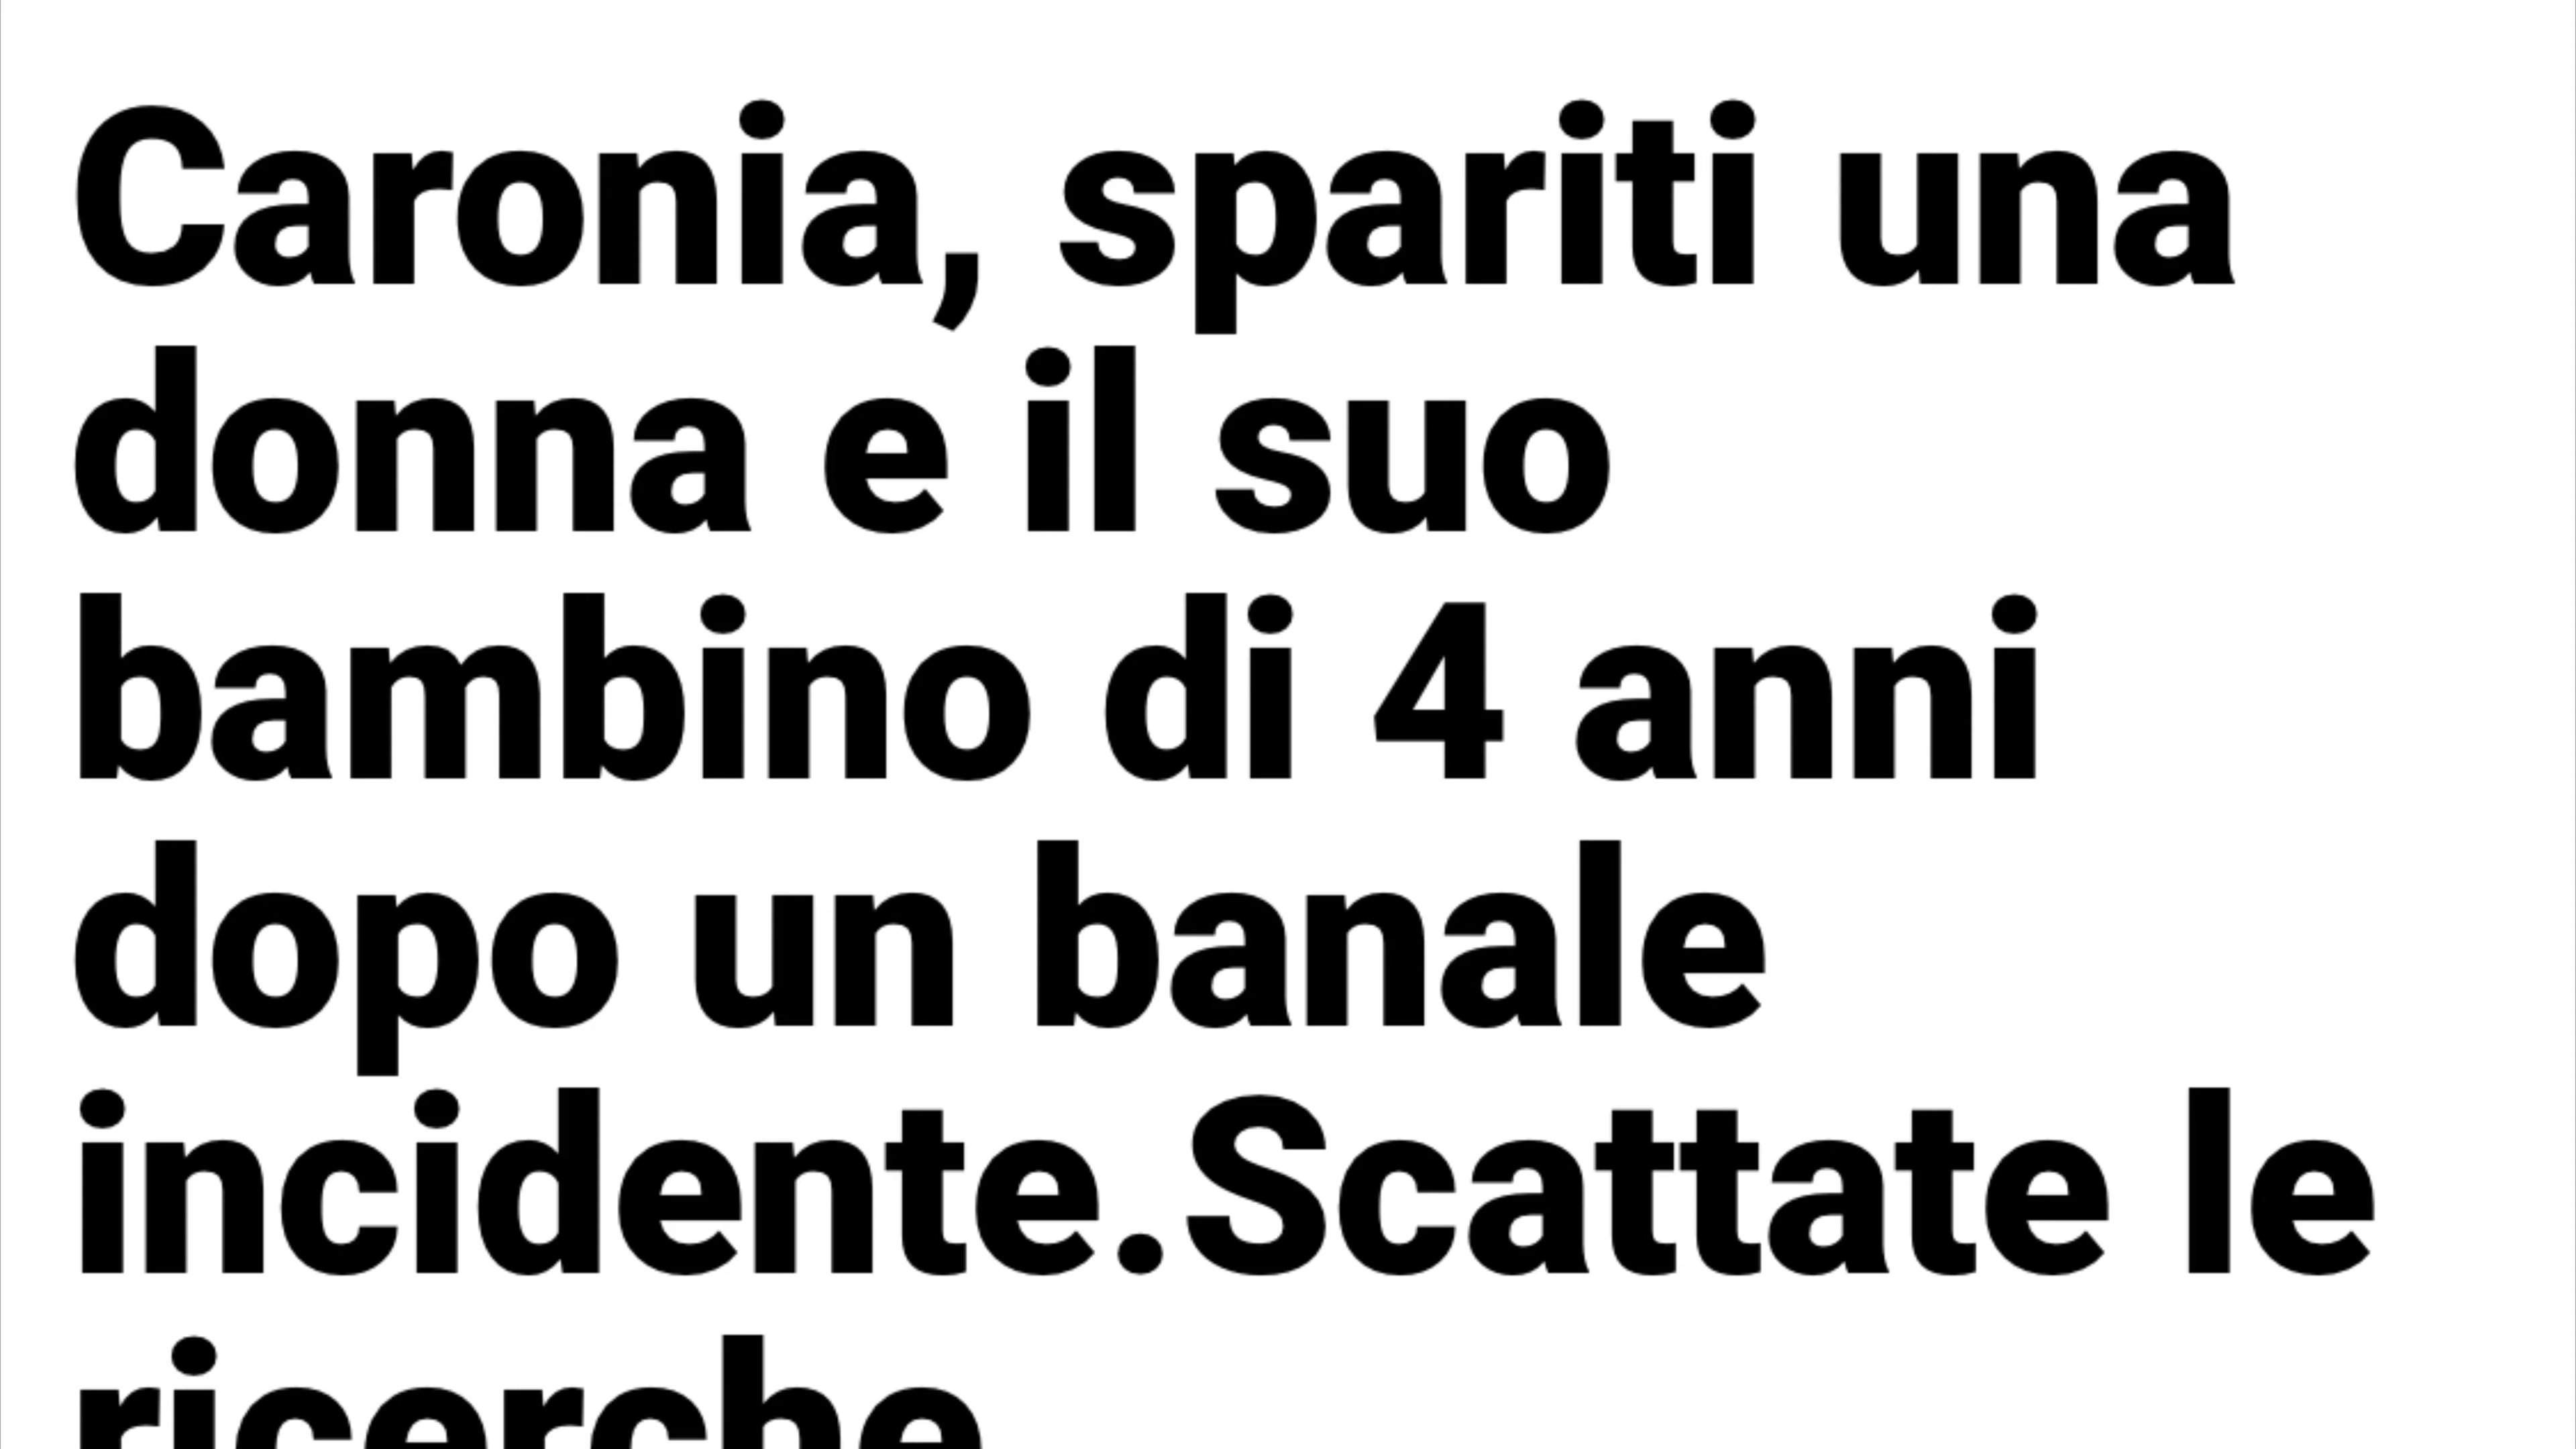 Caronia, spariti una
donna e il suo
bambino di 4 anni
dopo un banale
incidente.Scattate le
ricerche